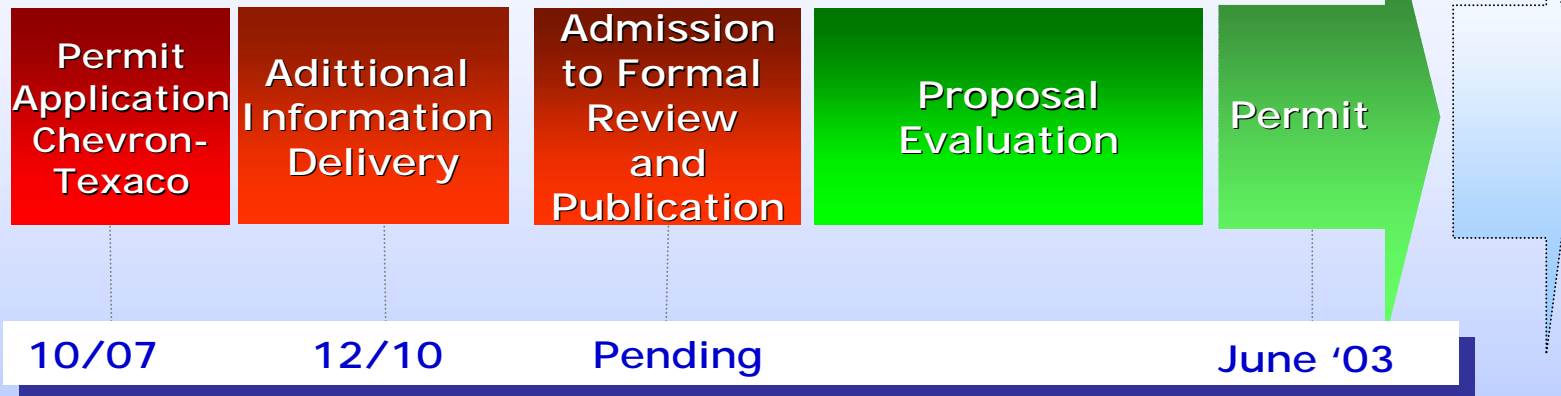 Permit
Application
Chevron-
Texaco
Adittional
Information
Delivery
Admission
to Formal
Review
and
Publication
Proposal
Evaluation
Permit
10/07
12/10
Pending
June ‘03